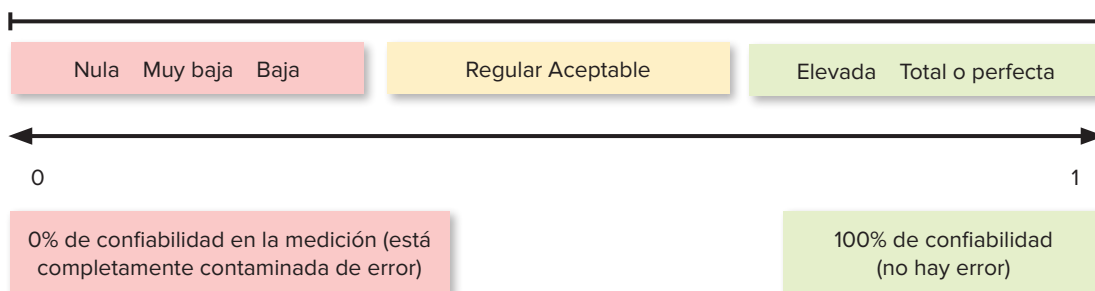 Nula Muy baja Baja
Regular Aceptable
Elevada Total o perfecta
0
1
0% de confiabilidad en la medición (está
completamente contaminada de error)
100% de confiabilidad
(no hay error)